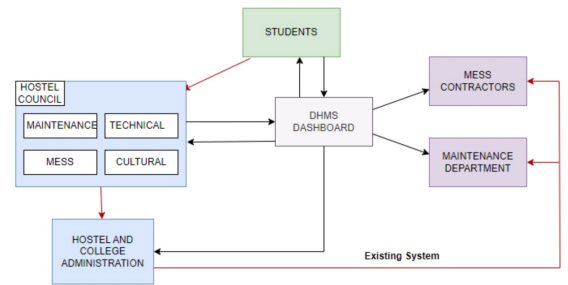 STUDENTS
HOSTEL
COUNCIL
MAINTENANCE
TECHNICAL
MESS
CULTURAL
DHMS
DASHBOARD
MESS
CONTRACTORS
MAINTENANCE
DEPARTMENT
HOSTEL AND
COLLEGE
ADMINISTRATION
Existing System